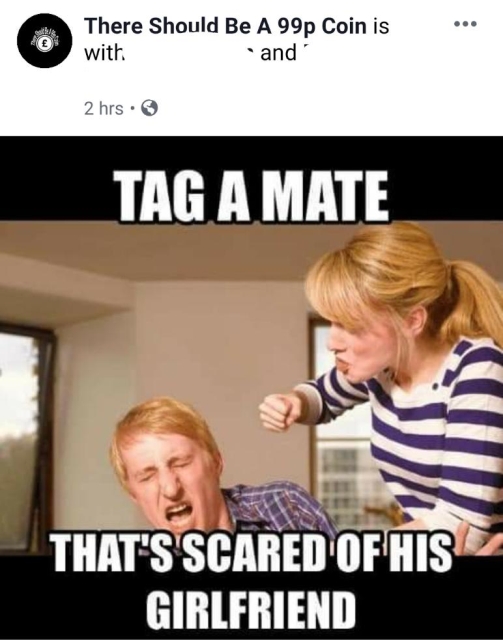 There Should Be A 99p Coin is
with and
2 hrs
TAG A MATE
THAT'S SCARED OF HIS
GIRLFRIEND